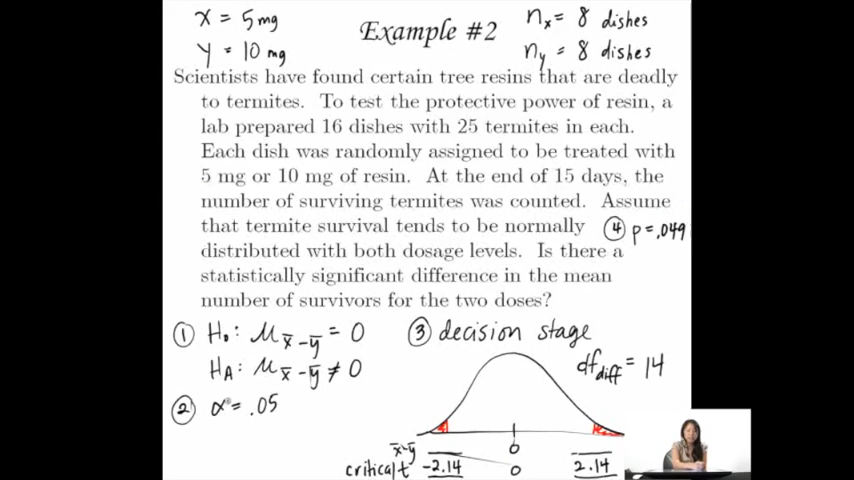 x = 5 mg
y = 10 mg
Example #2
nx = 8 dishes
ny = 8 dishes
Scientists have found certain tree resins that are deadly
to termites. To test the protective power of resin, a
lab prepared 16 dishes with 25 termites in each.
Each dish was randomly assigned to be treated with
5 mg or 10 mg of resin. At the end of 15 days, the
number of surviving termites was counted. Assume
that termite survival tends to be normally
④ p = .049
distributed with both dosage levels. Is there a
statistically significant difference in the mean
number of survivors for the two doses?
① H₀: μx̄-ȳ = 0
HA: μx̄-ȳ ≠ 0
② α = .05
③ decision stage
dfdiff = 14
x̄-ȳ 0
critical t -2.14 0 2.14